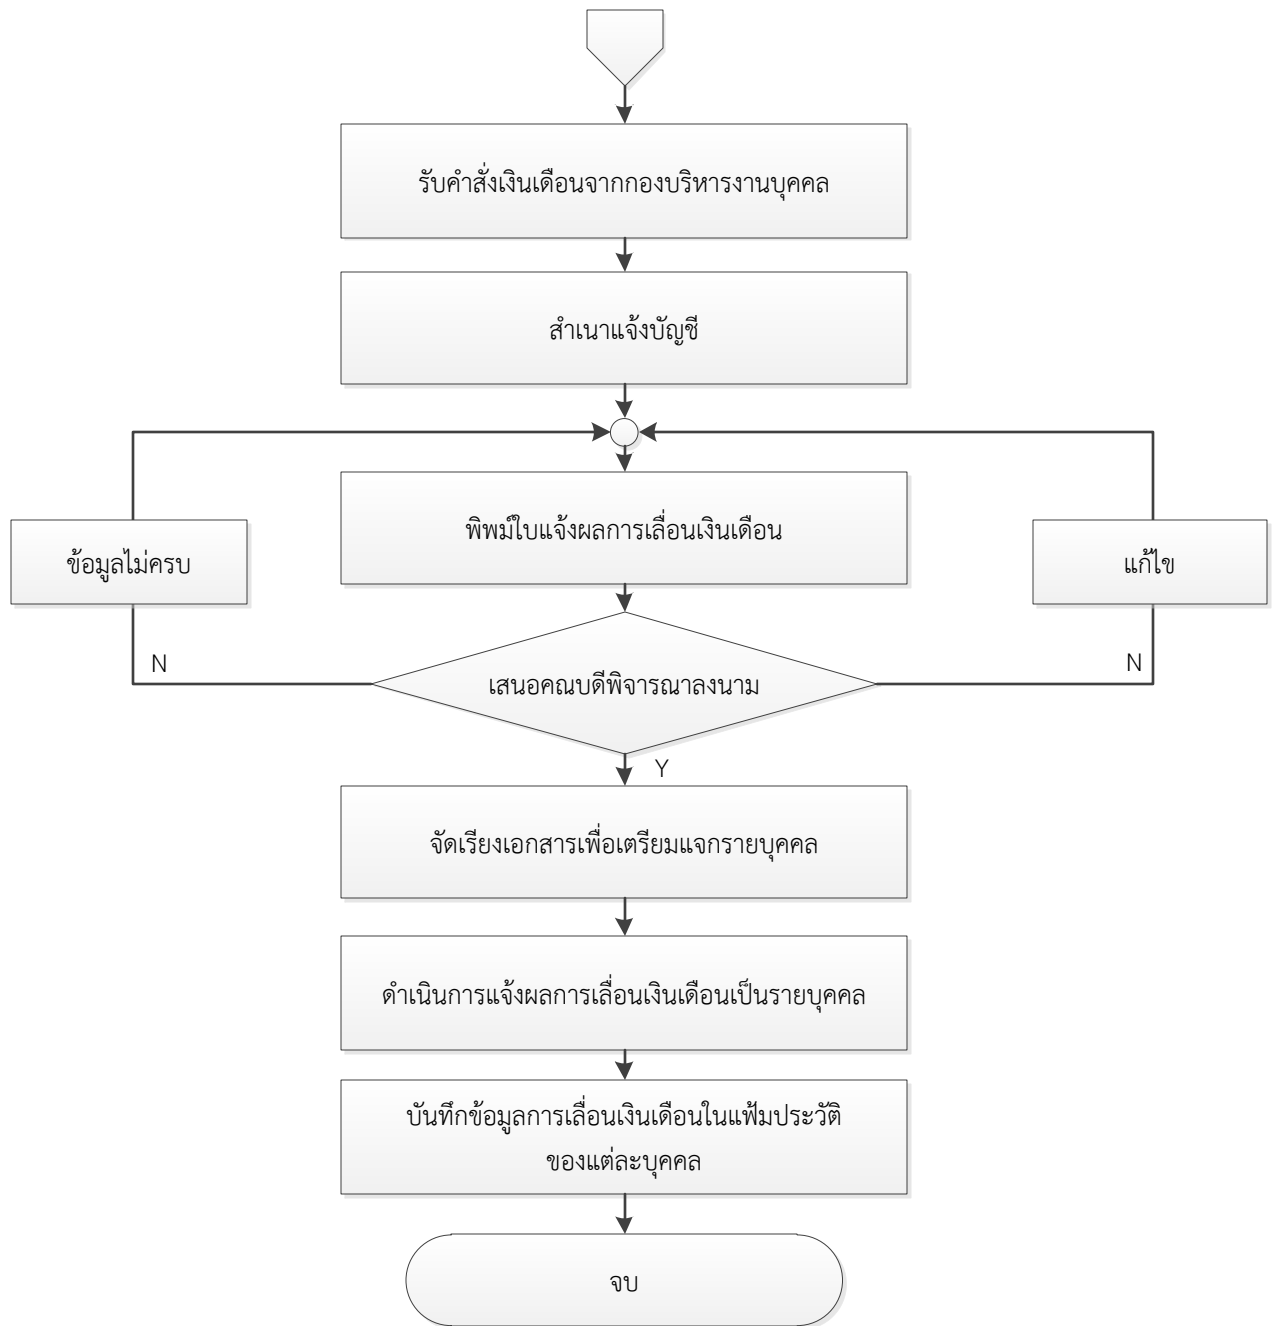 รับคำสั่งเงินเดือนจากกองบริหารงานบุคคล
สำเนาแจ้งบัญชี
พิพม์ใบแจ้งผลการเลื่อนเงินเดือน
ข้อมูลไม่ครบ
แก้ไข
N
N
เสนอคณบดีพิจารณาลงนาม
Y
จัดเรียงเอกสารเพื่อเตรียมแจกรายบุคคล
ดำเนินการแจ้งผลการเลื่อนเงินเดือนเป็นรายบุคคล
บันทึกข้อมูลการเลื่อนเงินเดือนในแฟ้มประวัติ
ของแต่ละบุคคล
จบ